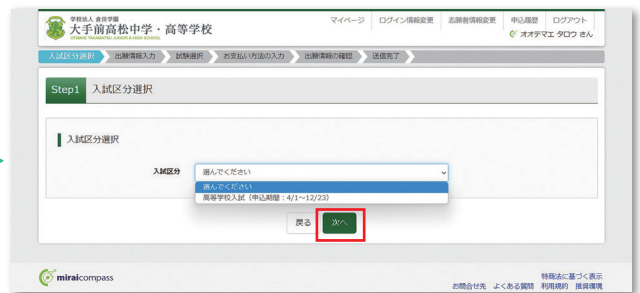 学校法人 倉田学園
大手前高松中学・高等学校
OTEMAE TAKAMATSU JUNIOR & HIGH SCHOOL
マイページ ログイン情報変更 志願者情報変更 申込履歴 ログアウト
オオテマエ タロウ さん
入試区分選択 出願情報入力 試験選択 お支払い方法の入力 出願情報の確認 送信完了
Step1 入試区分選択
入試区分選択
入試区分 選んでください
選んでください
高等学校入試（申込期間：4/1～12/23）
戻る 次へ
miraicompass
特商法に基づく表示
お問合せ先 よくある質問 利用規約 推奨環境